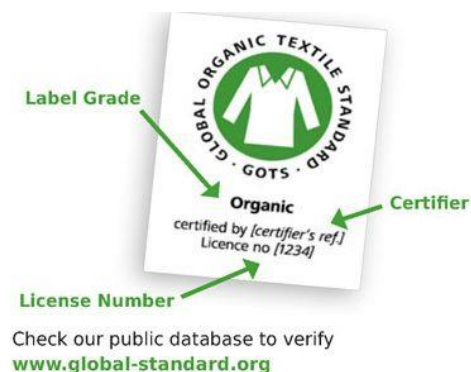 GLOBAL ORGANIC TEXTILE STANDARD · GOTS ·
Label Grade
Organic
Certifier
certified by [certifier's ref.]
Licence no [1234]
License Number
Check our public database to verify
www.global-standard.org